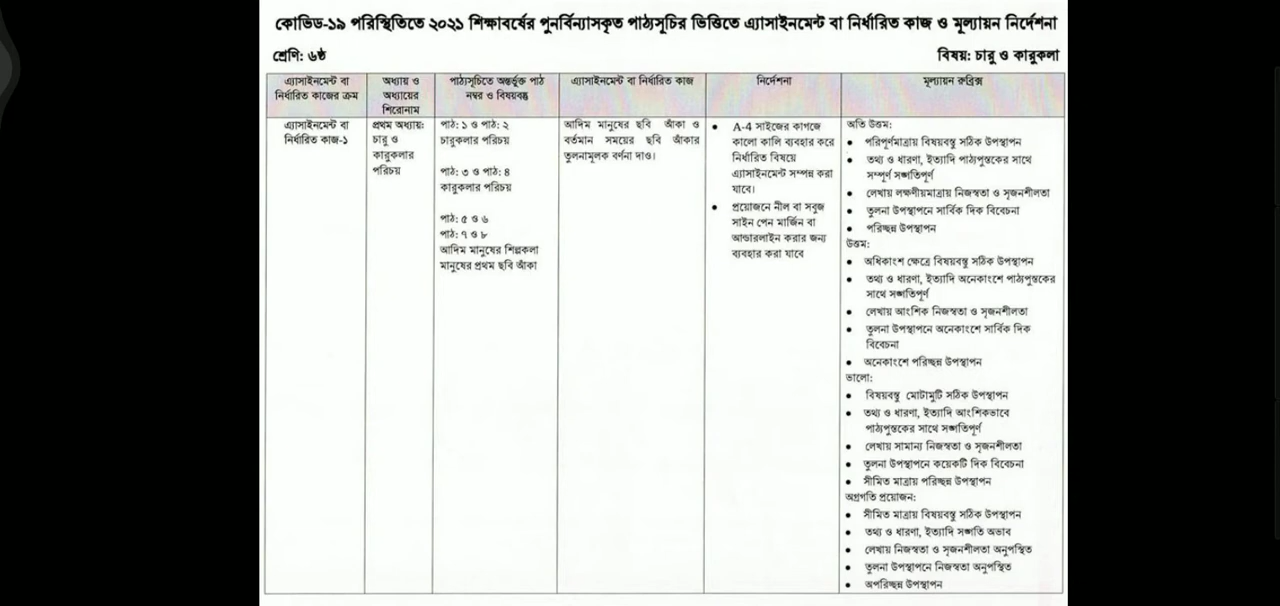 কোভিড-১৯ পরিস্থিতিতে ২০২১ শিক্ষাবর্ষের পুনর্বিন্যাসকৃত পাঠ্যসূচির ভিত্তিতে এ্যাসাইনমেন্ট বা নির্ধারিত কাজ ও মূল্যায়ন নির্দেশনা
শ্রেণি: ৬ষ্ঠ
বিষয়: চারু ও কারুকলা
এ্যাসাইনমেন্ট বা
নির্ধারিত কাজের ক্রম
অধ্যায় ও
অধ্যায়ের
শিরোনাম
পাঠ্যসূচিতে অন্তর্ভুক্ত পাঠ
নম্বর ও বিষয়বস্তু
এ্যাসাইনমেন্ট বা নির্ধারিত কাজ
নির্দেশনা
মূল্যায়ন রুব্রিক্স
এ্যাসাইনমেন্ট বা
নির্ধারিত কাজ-১
প্রথম অধ্যায়:
চারু ও
কারুকলার
পরিচয়
পাঠ: ১ ও পাঠ: ২
চারুকলার পরিচয়
পাঠ: ৩ ও পাঠ: ৪
কারুকলার পরিচয়
পাঠ: ৫ ও ৬
পাঠ: ৭ ও ৮
আদিম মানুষের শিল্পকলা
মানুষের প্রথম ছবি আঁকা
আদিম মানুষের ছবি আঁকা ও
বর্তমান সময়ের ছবি আঁকার
তুলনামূলক বর্ণনা দাও।
• A-4 সাইজের কাগজে
কালো কালি ব্যবহার করে
নির্ধারিত বিষয়ে
এ্যাসাইনমেন্ট সম্পন্ন করা
যাবে।
• প্রয়োজনে নীল বা সবুজ
সাইন পেন মার্জিন বা
আন্ডারলাইন করার জন্য
ব্যবহার করা যাবে
অতি উত্তম:
• পরিপূর্ণমাত্রায় বিষয়বস্তু সঠিক উপস্থাপন
• তথ্য ও ধারণা, ইত্যাদি পাঠ্যপুস্তকের সাথে
সম্পূর্ণ সঙ্গতিপূর্ণ
• লেখায় লক্ষণীয়মাত্রায় নিজস্বতা ও সৃজনশীলতা
• তুলনা উপস্থাপনে সার্বিক দিক বিবেচনা
• পরিচ্ছন্ন উপস্থাপন
উত্তম:
• অধিকাংশ ক্ষেত্রে বিষয়বস্তু সঠিক উপস্থাপন
• তথ্য ও ধারণা, ইত্যাদি অনেকাংশে পাঠ্যপুস্তকের
সাথে সঙ্গতিপূর্ণ
• লেখায় আংশিক নিজস্বতা ও সৃজনশীলতা
• তুলনা উপস্থাপনে অনেকাংশে সার্বিক দিক
বিবেচনা
• অনেকাংশে পরিচ্ছন্ন উপস্থাপন
ভালো:
• বিষয়বস্তু মোটামুটি সঠিক উপস্থাপন
• তথ্য ও ধারণা, ইত্যাদি আংশিকভাবে
পাঠ্যপুস্তকের সাথে সঙ্গতিপূর্ণ
• লেখায় সামান্য নিজস্বতা ও সৃজনশীলতা
• তুলনা উপস্থাপনে কয়েকটি দিক বিবেচনা
• সীমিত মাত্রায় পরিচ্ছন্ন উপস্থাপন
অগ্রগতি প্রয়োজন:
• সীমিত মাত্রায় বিষয়বস্তু সঠিক উপস্থাপন
• তথ্য ও ধারণা, ইত্যাদি সঙ্গতি অভাব
• লেখায় নিজস্বতা ও সৃজনশীলতা অনুপস্থিত
• তুলনা উপস্থাপনে নিজস্বতা অনুপস্থিত
• অপরিচ্ছন্ন উপস্থাপন